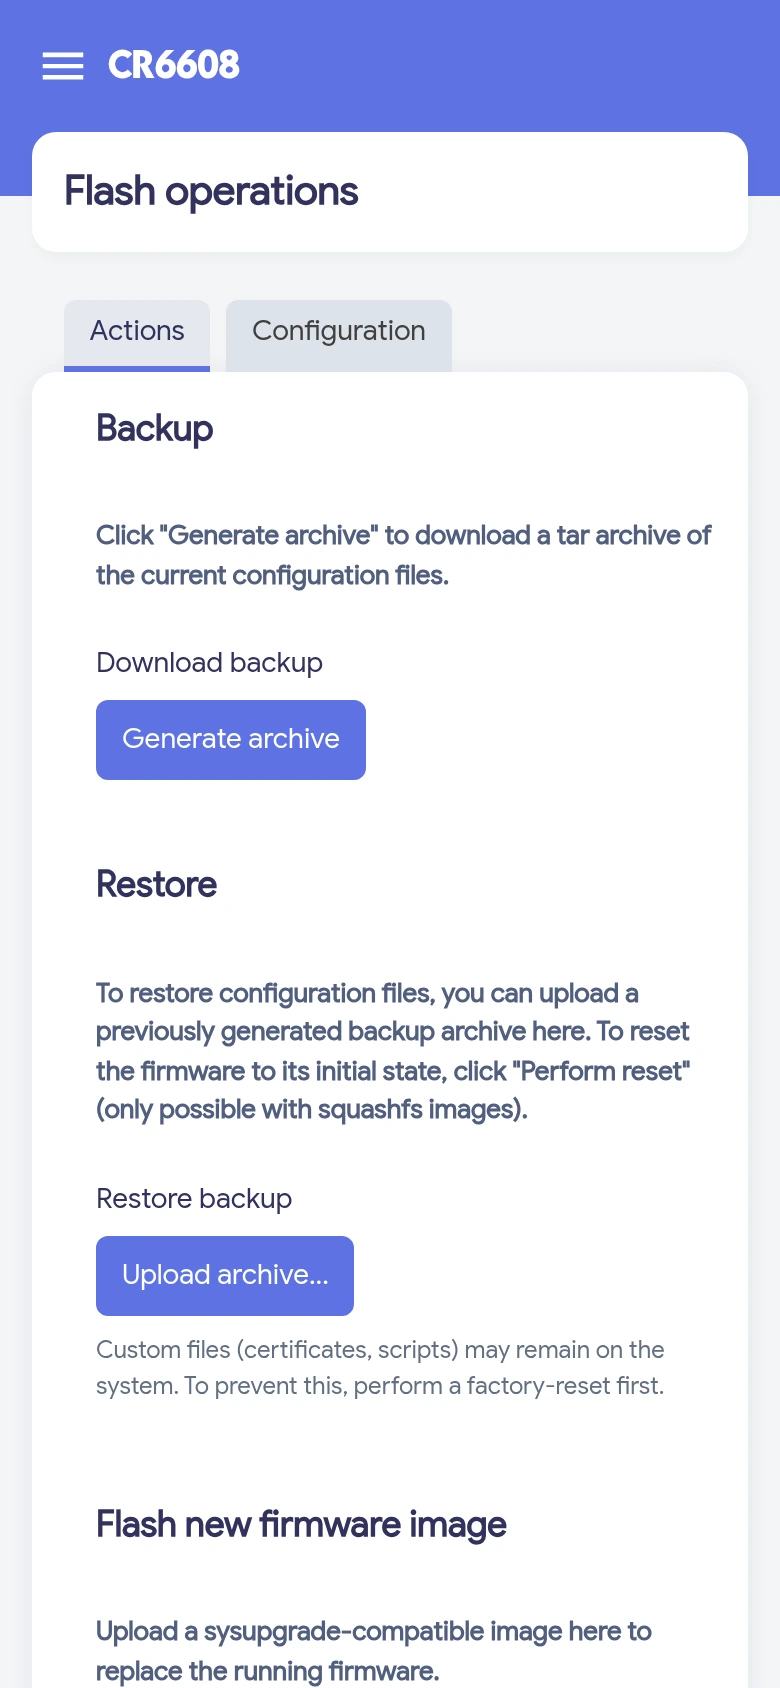 CR6608
Flash operations
Actions
Configuration
Backup
Click "Generate archive" to download a tar archive of
the current configuration files.
Download backup
Generate archive
Restore
To restore configuration files, you can upload a
previously generated backup archive here. To reset
the firmware to its initial state, click "Perform reset"
(only possible with squashfs images).
Restore backup
Upload archive...
Custom files (certificates, scripts) may remain on the
system. To prevent this, perform a factory-reset first.
Flash new firmware image
Upload a sysupgrade-compatible image here to
replace the running firmware.